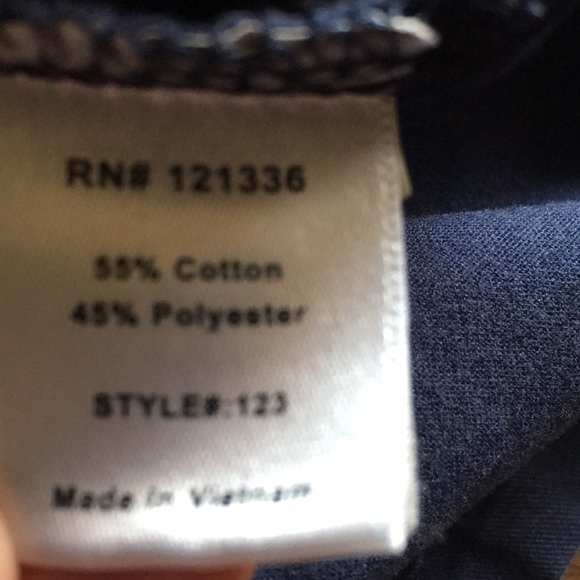 RN# 121336
55% Cotton
45% Polyester
STYLE#:123
Made in Vietnam